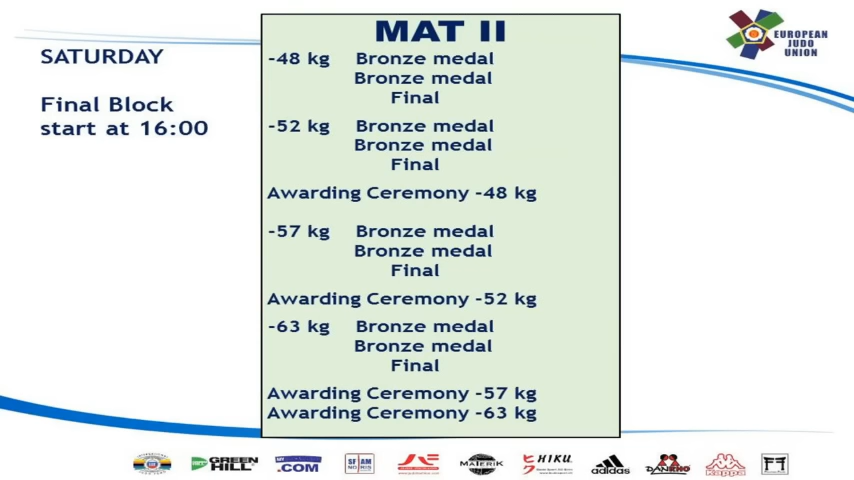 MAT II
SATURDAY
Final Block
start at 16:00
-48 kg Bronze medal
Bronze medal
Final
-52 kg Bronze medal
Bronze medal
Final
Awarding Ceremony -48 kg
-57 kg Bronze medal
Bronze medal
Final
Awarding Ceremony -52 kg
-63 kg Bronze medal
Bronze medal
Final
Awarding Ceremony -57 kg
Awarding Ceremony -63 kg
EUROPEAN
JUDO
UNION
GREEN
HILL
.COM
HIKU
adidas
DANRHO
Kappa